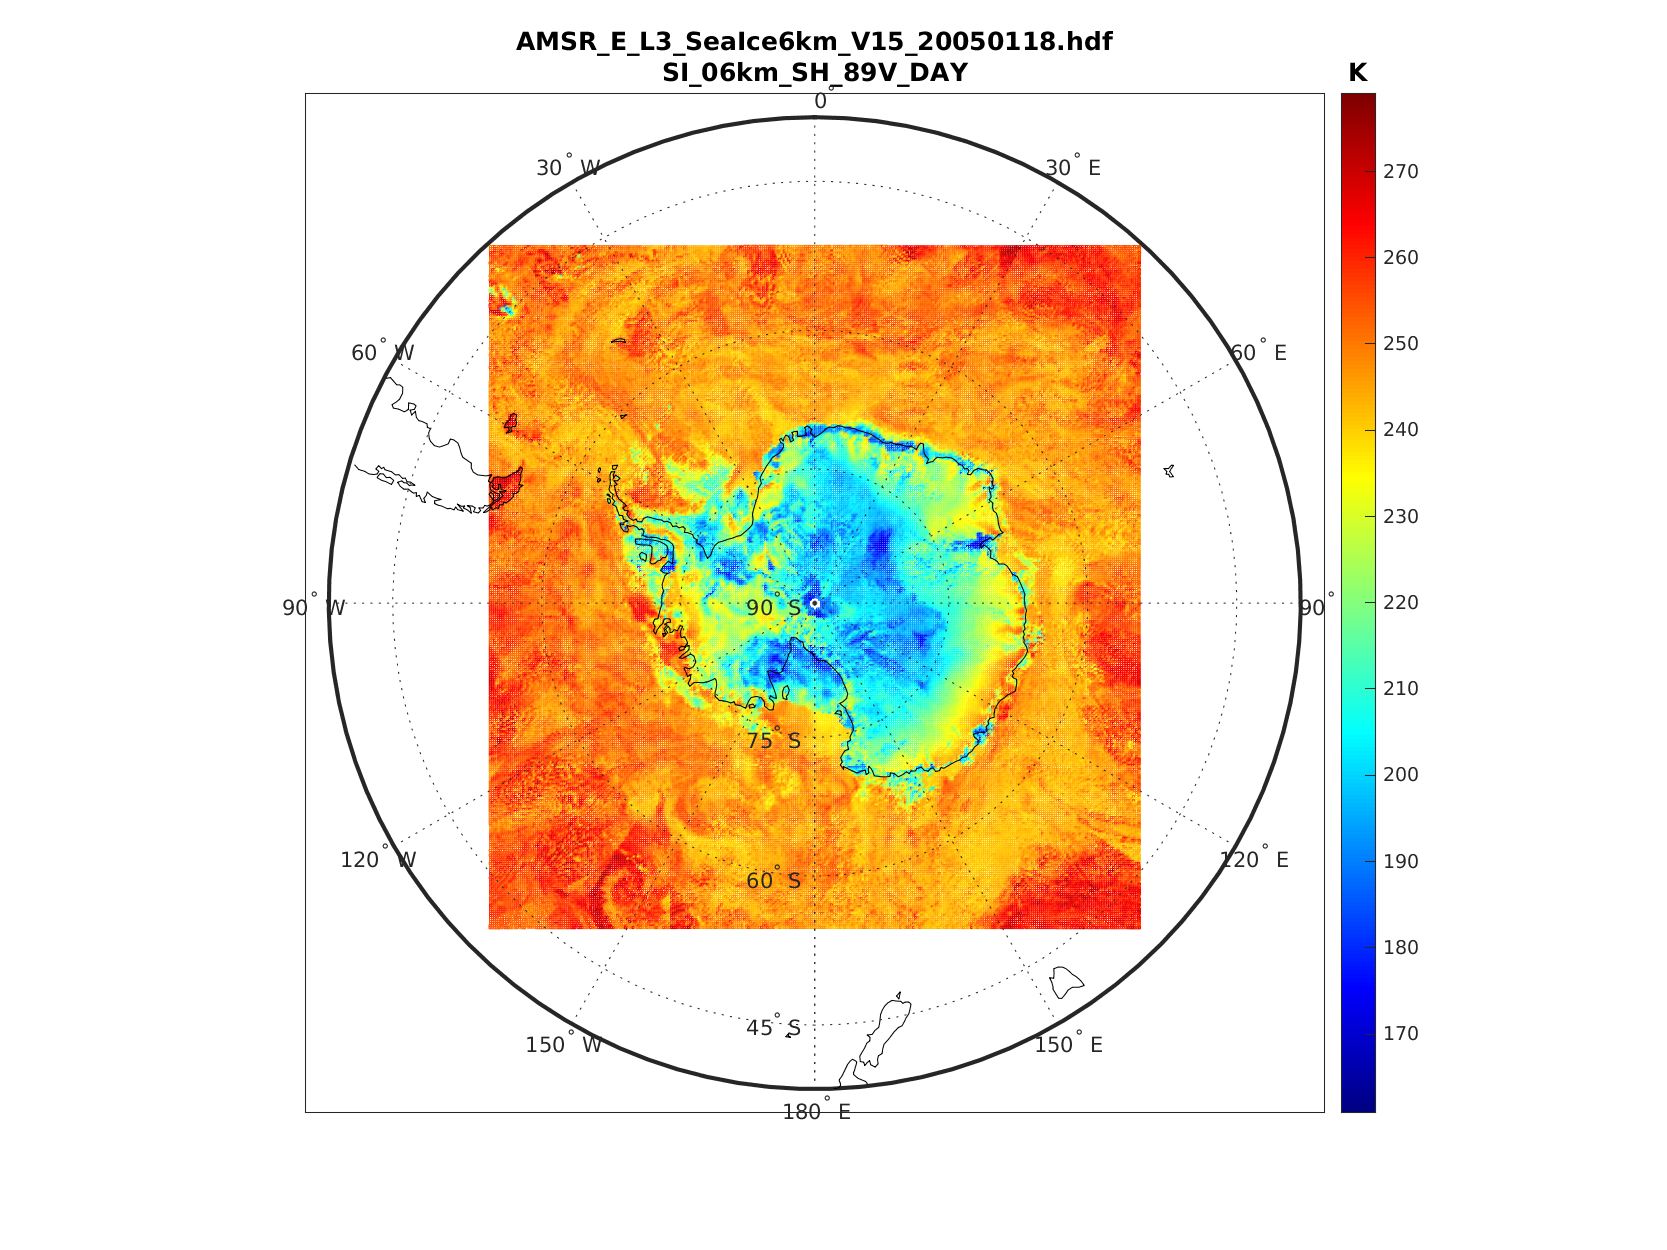 AMSR_E_L3_SeaIce6km_V15_20050118.hdf
SI_06km_SH_89V_DAY
K
0°
30° W
30° E
60° W
60° E
90° W
90° S
90°
75° S
120° W
120° E
60° S
45° S
150° W
150° E
180° E
270
260
250
240
230
220
210
200
190
180
170